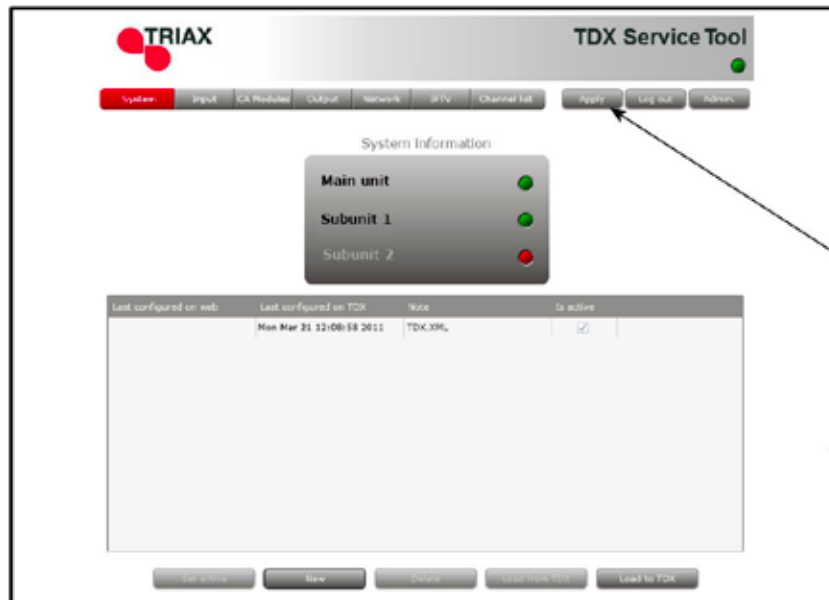 TRIAX
TDX Service Tool
System Input CA Modules Output Network IPTV Channel list Apply Log out Admin.
System Information
Main unit
Subunit 1
Subunit 2
Last configured on web Last configured on TDX Note Is active
Mon Mar 21 12:08:58 2011 TDX.XML
Set active New Delete Load from TDX Load to TDX